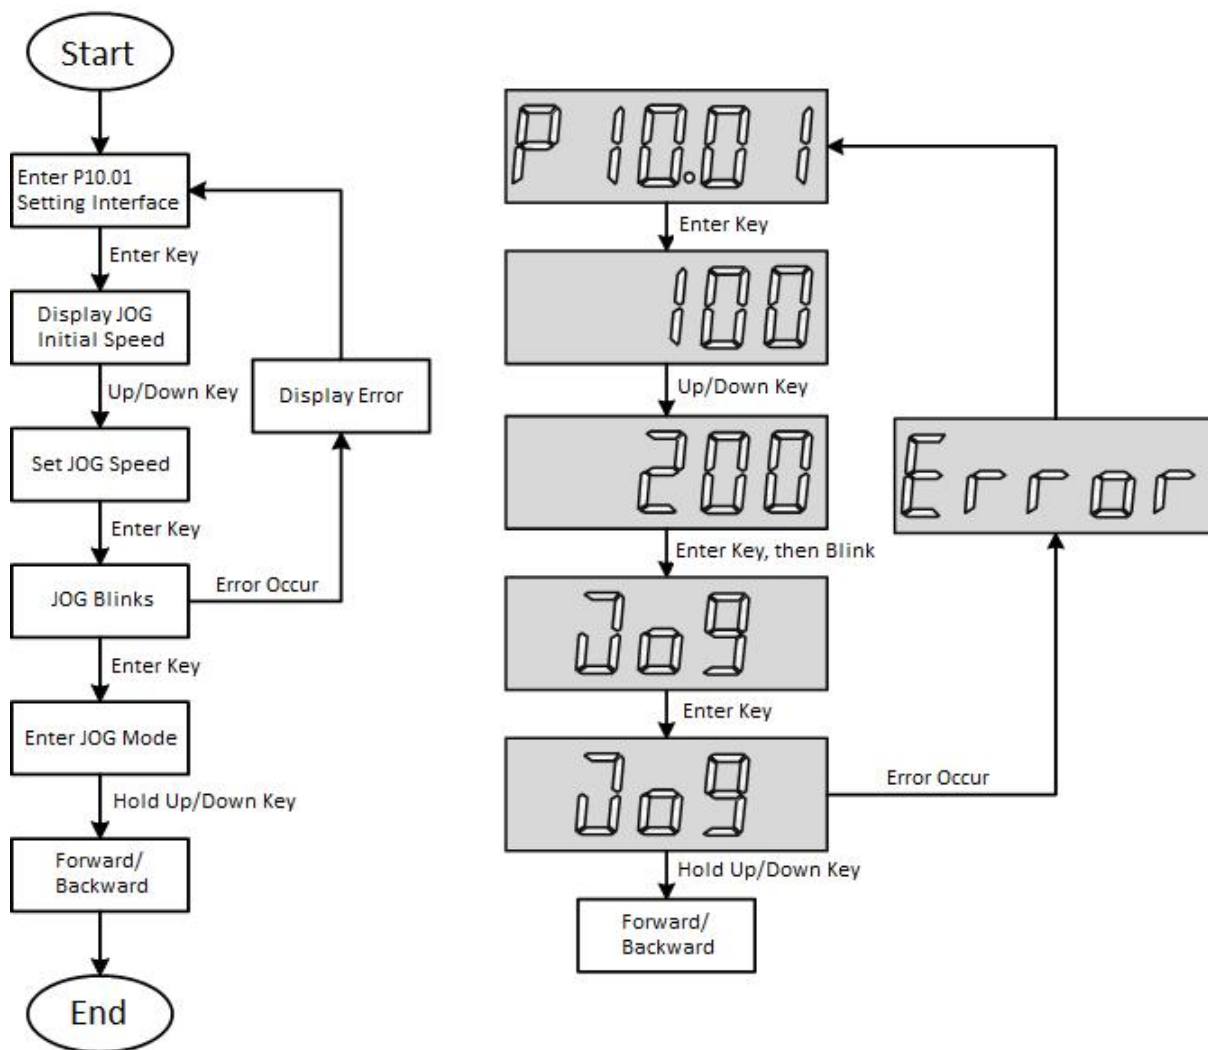 Start
Enter P10.01
Setting Interface
Enter Key
Display JOG
Initial Speed
Up/Down Key
Display Error
Set JOG Speed
Enter Key
JOG Blinks
Error Occur
Enter Key
Enter JOG Mode
Hold Up/Down Key
Forward/
Backward
End
P10.01
Enter Key
100
Up/Down Key
200
Error
Enter Key, then Blink
Jog
Enter Key
Jog
Error Occur
Hold Up/Down Key
Forward/
Backward